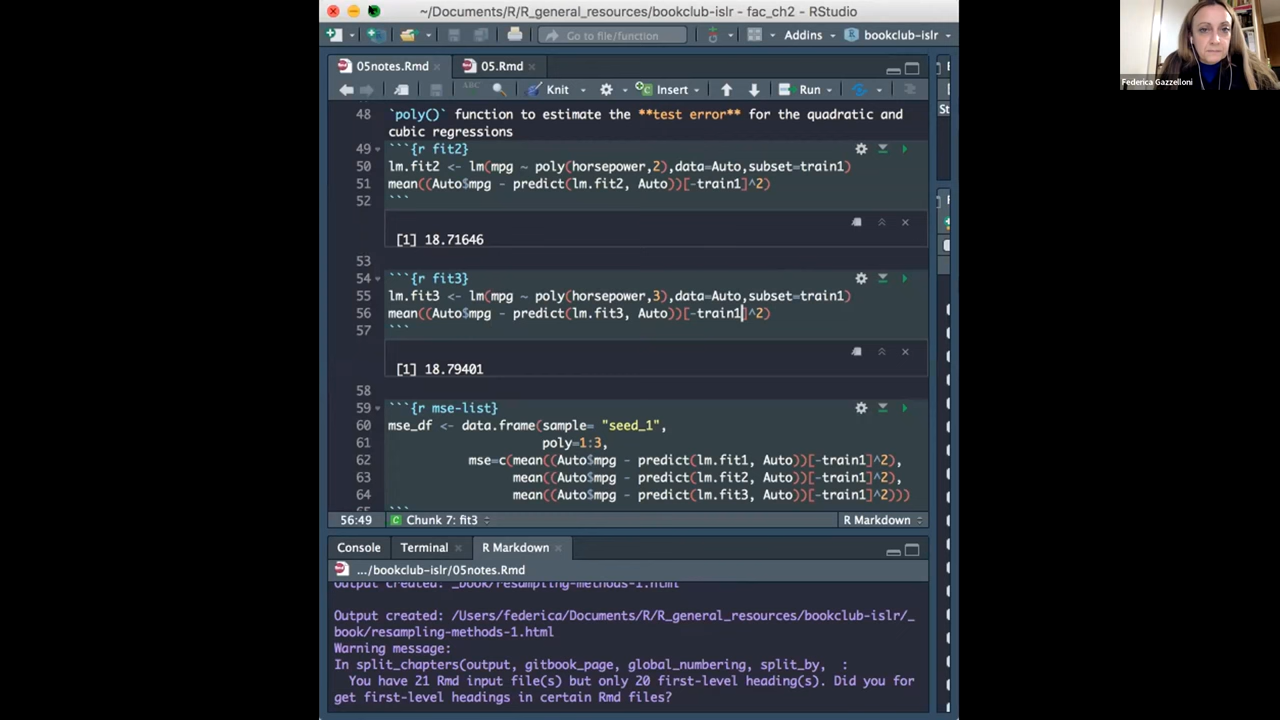 ~/Documents/R/R_general_resources/bookclub-islr - fac_ch2 - RStudio
Go to file/function
Addins
bookclub-islr
Federica Gazzelloni
05notes.Rmd
05.Rmd
ABC
Knit
Insert
Run
48 `poly()` function to estimate the **test error** for the quadratic and
cubic regressions
49 ```{r fit2}
50 lm.fit2 <- lm(mpg ~ poly(horsepower,2),data=Auto,subset=train1)
51 mean((Auto$mpg - predict(lm.fit2, Auto))[-train1]^2)
52 ```
[1] 18.71646
53
54 ```{r fit3}
55 lm.fit3 <- lm(mpg ~ poly(horsepower,3),data=Auto,subset=train1)
56 mean((Auto$mpg - predict(lm.fit3, Auto))[-train1]^2)
57 ```
[1] 18.79401
58
59 ```{r mse-list}
60 mse_df <- data.frame(sample= "seed_1",
61 poly=1:3,
62 mse=c(mean((Auto$mpg - predict(lm.fit1, Auto))[-train1]^2),
63 mean((Auto$mpg - predict(lm.fit2, Auto))[-train1]^2),
64 mean((Auto$mpg - predict(lm.fit3, Auto))[-train1]^2)))
65 ```
56:49
Chunk 7: fit3
R Markdown
Console
Terminal
R Markdown
.../bookclub-islr/05notes.Rmd
Output created: _book/resampling-methods-1.html
Output created: /Users/federica/Documents/R/R_general_resources/bookclub-islr/_
book/resampling-methods-1.html
Warning message:
In split_chapters(output, gitbook_page, global_numbering, split_by,  :
You have 21 Rmd input file(s) but only 20 first-level heading(s). Did you for
get first-level headings in certain Rmd files?